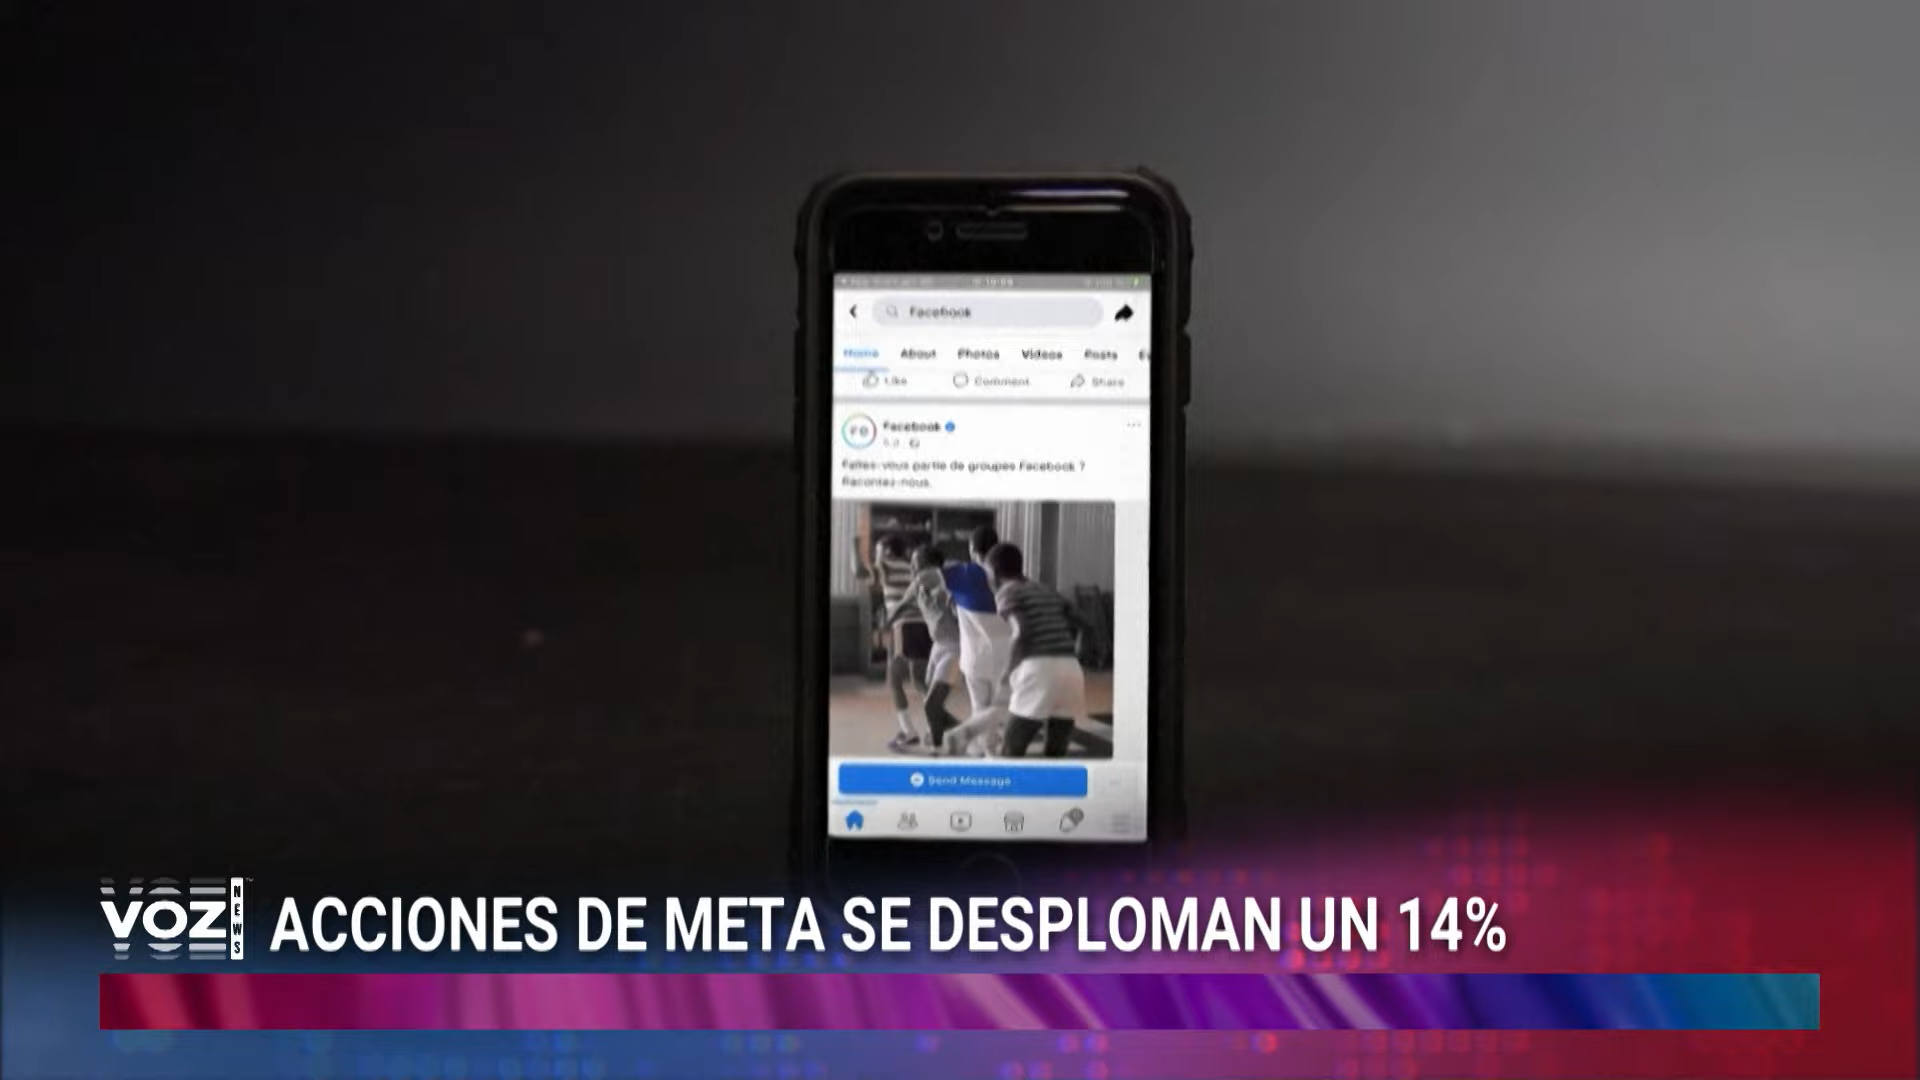 Facebook
Home About Photos Videos Posts
Like Comment Share
Facebook
Faites-vous partie de groupes Facebook ?
Racontez-nous.
Send Message
VOZ NEWS
ACCIONES DE META SE DESPLOMAN UN 14%